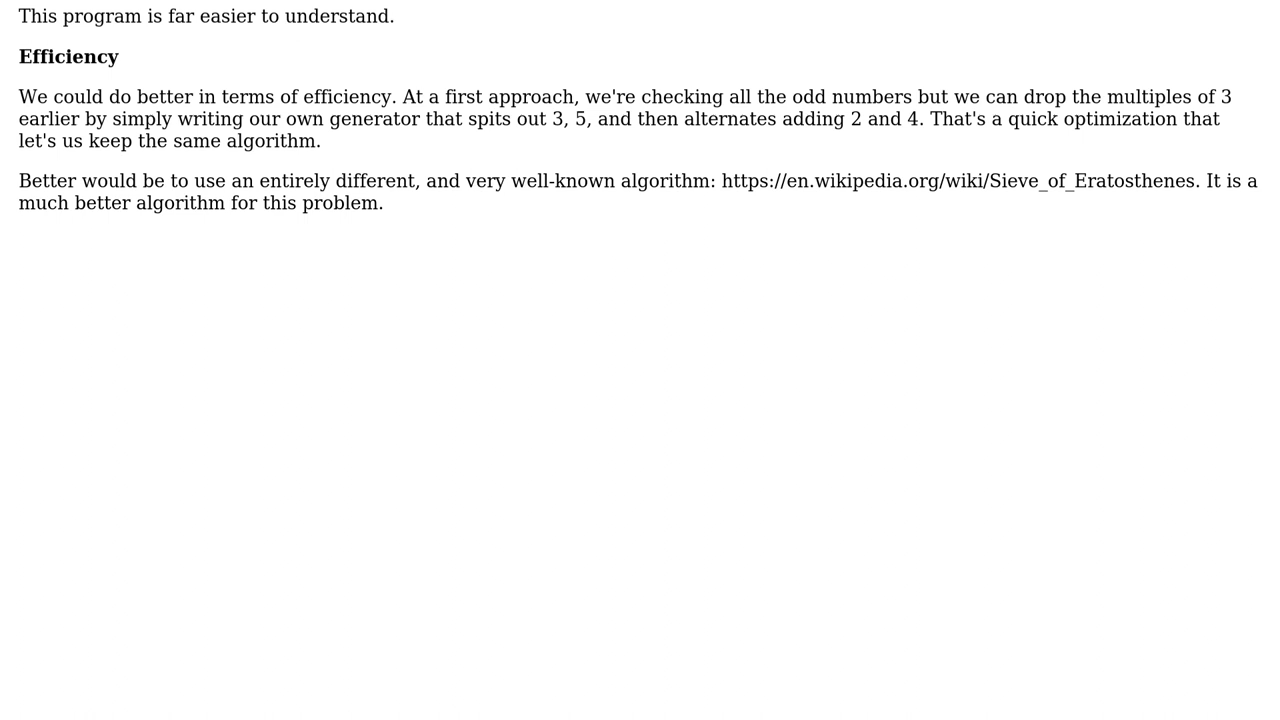 This program is far easier to understand.
Efficiency
We could do better in terms of efficiency. At a first approach, we're checking all the odd numbers but we can drop the multiples of 3
earlier by simply writing our own generator that spits out 3, 5, and then alternates adding 2 and 4. That's a quick optimization that
let's us keep the same algorithm.
Better would be to use an entirely different, and very well-known algorithm: https://en.wikipedia.org/wiki/Sieve_of_Eratosthenes. It is a
much better algorithm for this problem.